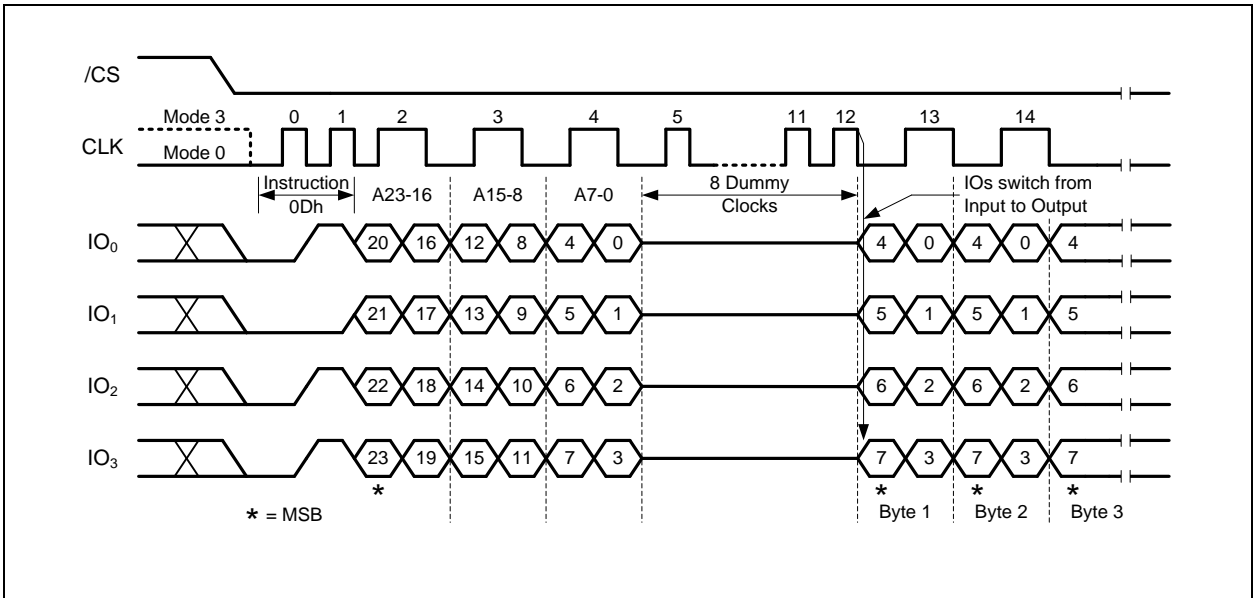 /CS
Mode 3 0 1 2 3 4 5 11 12 13 14
CLK
Mode 0
Instruction
0Dh
A23-16 A15-8 A7-0
8 Dummy
Clocks
IOs switch from
Input to Output
IO₀ 20 16 12 8 4 0 4 0 4 0 4
IO₁ 21 17 13 9 5 1 5 1 5 1 5
IO₂ 22 18 14 10 6 2 6 2 6 2 6
IO₃ 23 19 15 11 7 3 7 3 7 3 7
* * * *
* = MSB
Byte 1 Byte 2 Byte 3